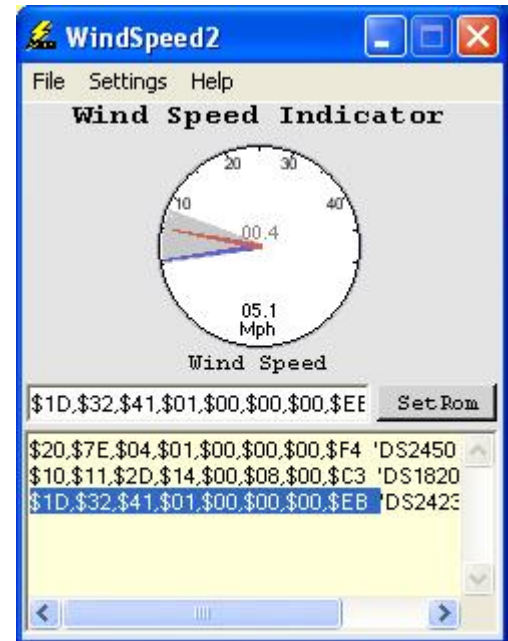 WindSpeed2
File Settings Help
Wind Speed Indicator
20 30
10 40
00.4
05.1
Mph
Wind Speed
$1D,$32,$41,$01,$00,$00,$00,$EE SetRom
$20,$7E,$04,$01,$00,$00,$00,$F4 'DS2450
$10,$11,$2D,$14,$00,$08,$00,$C3 'DS1820
$1D,$32,$41,$01,$00,$00,$00,$EB 'DS2423